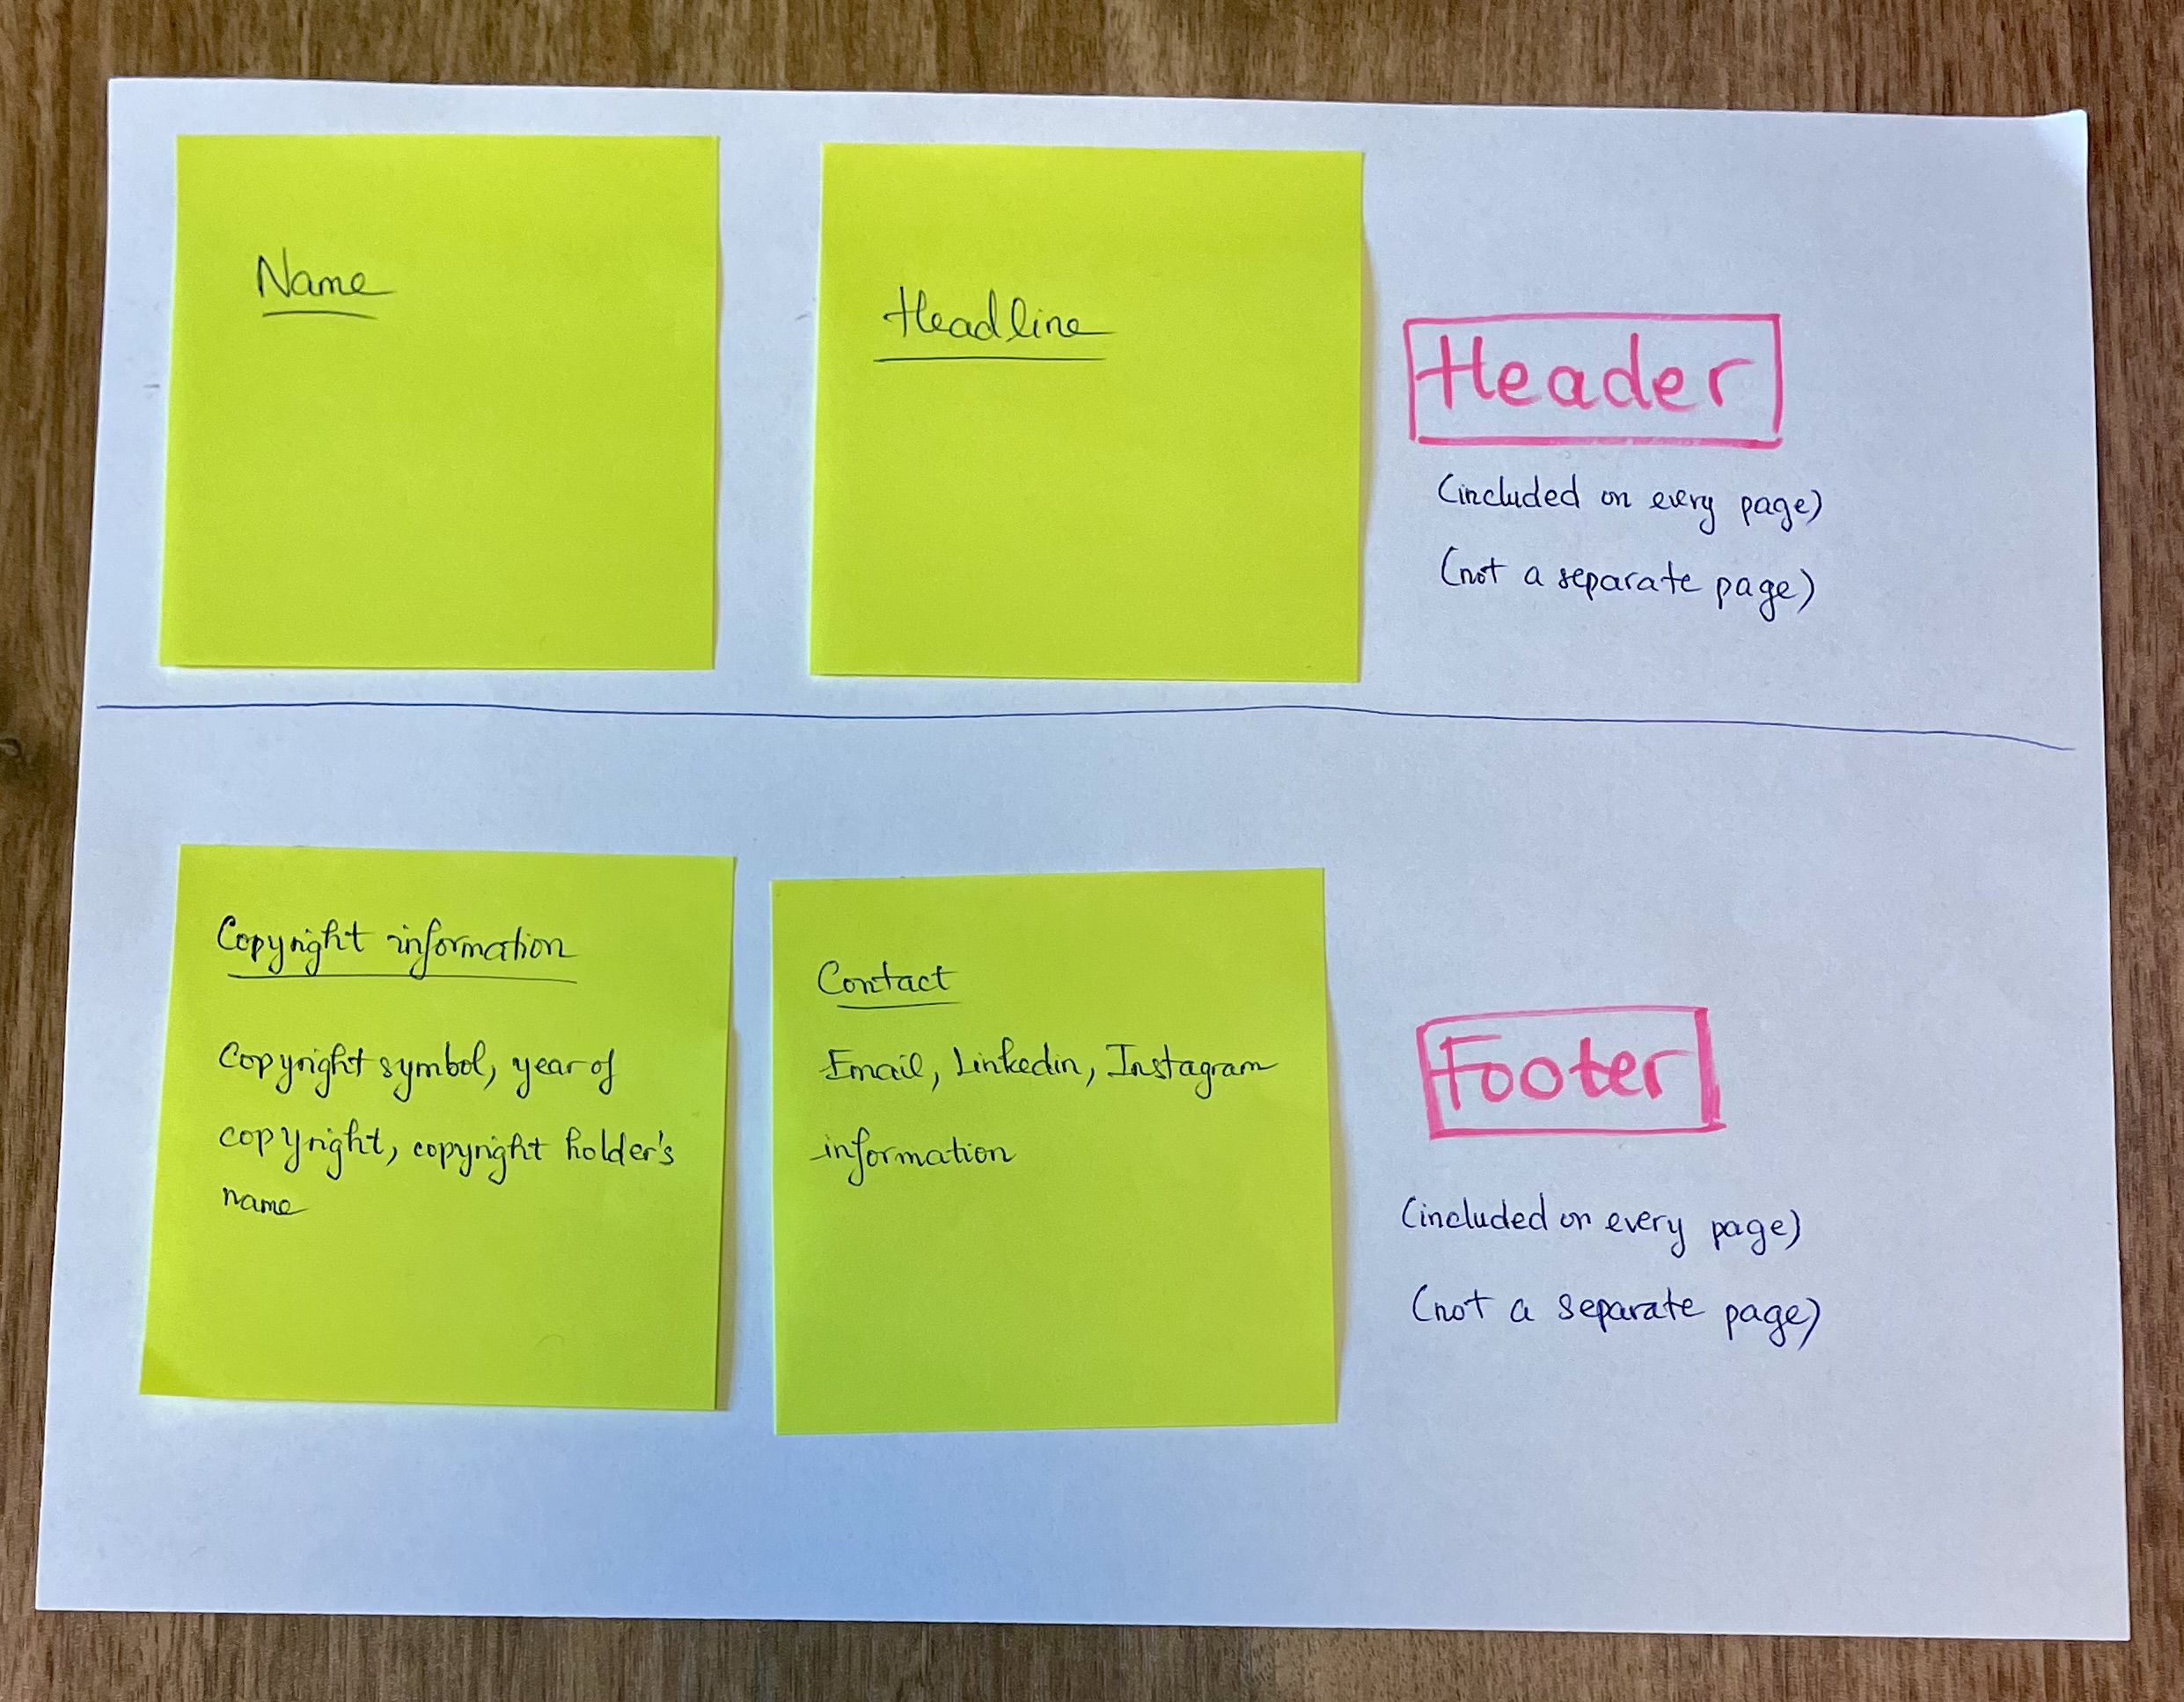 Name
Headline
Header
(included on every page)
(not a separate page)
Copyright information
Copyright symbol, year of
copyright, copyright holder's
name
Contact
Email, Linkedin, Instagram
information
Footer
(included on every page)
(not a separate page)